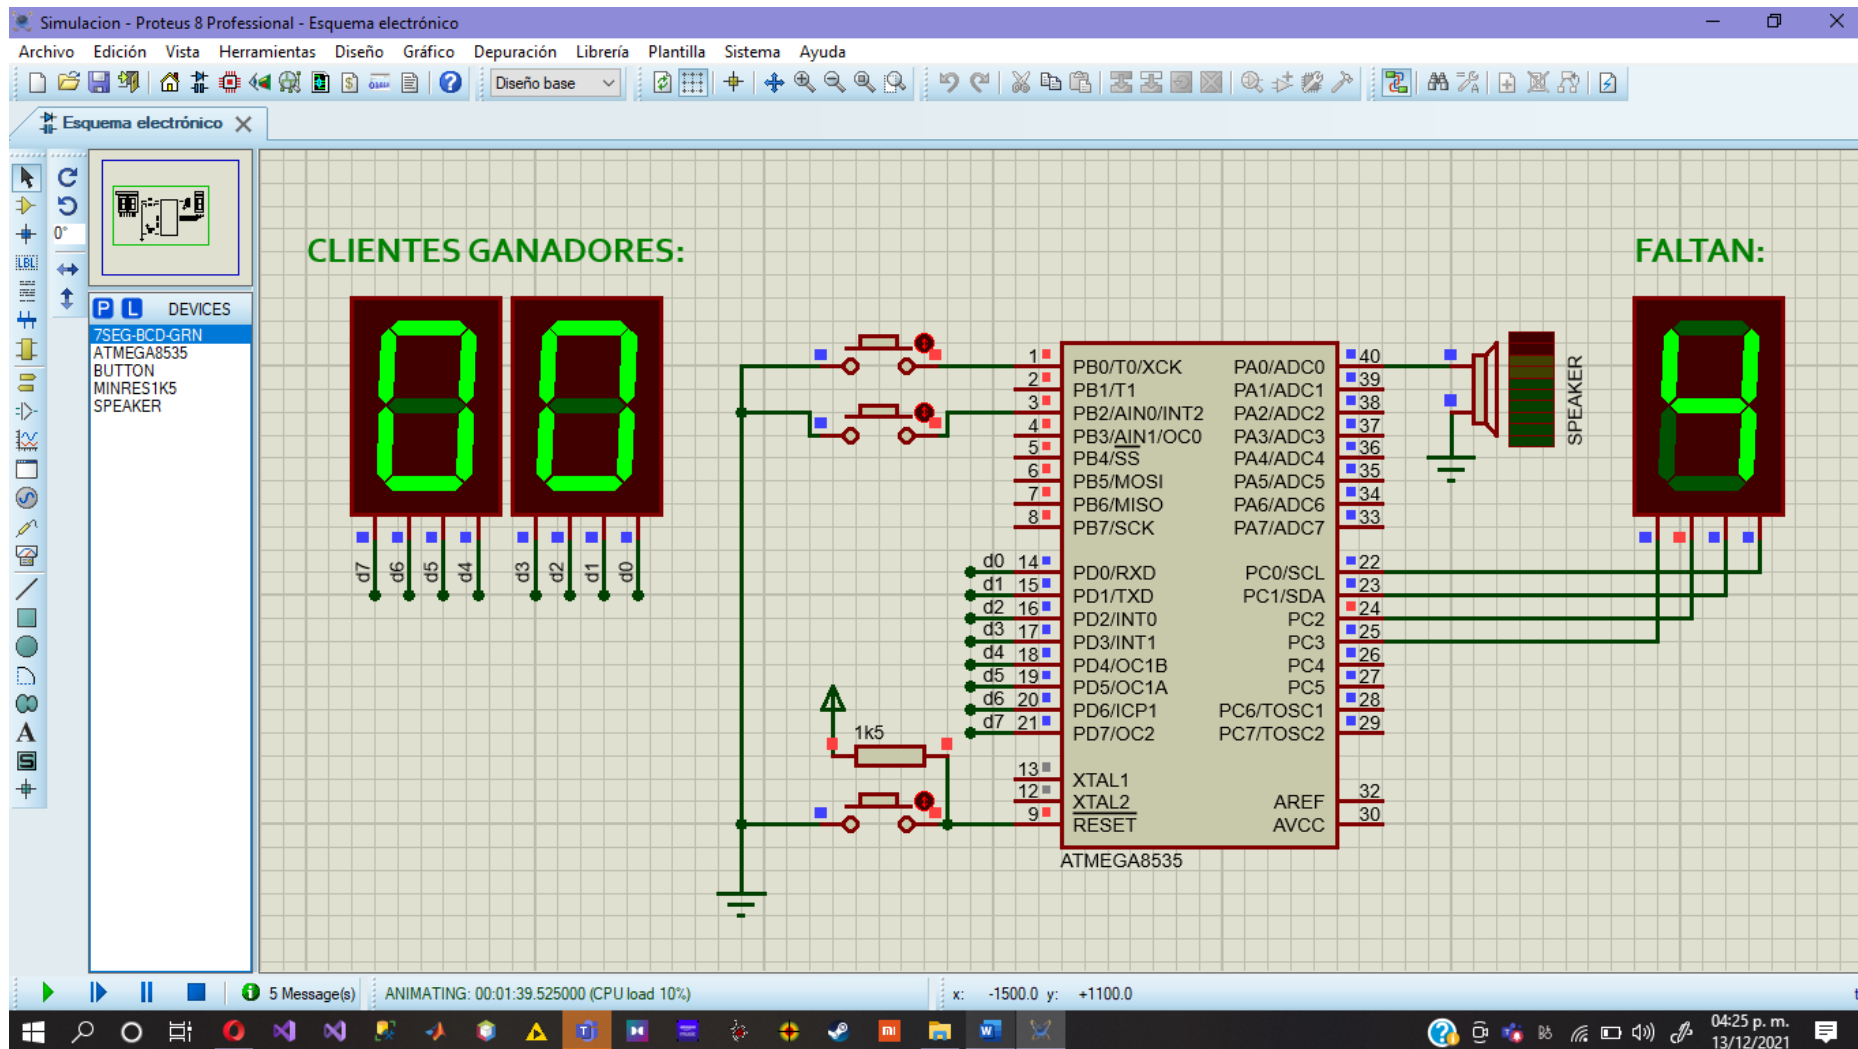 Simulacion - Proteus 8 Professional - Esquema electrónico
Archivo Edición Vista Herramientas Diseño Gráfico Depuración Librería Plantilla Sistema Ayuda
Diseño base
Esquema electrónico
0°
LBL
P L DEVICES
7SEG-BCD-GRN
ATMEGA8535
BUTTON
MINRES1K5
SPEAKER
CLIENTES GANADORES:
FALTAN:
d7 d6 d5 d4 d3 d2 d1 d0
1 PB0/T0/XCK PA0/ADC0 40
2 PB1/T1 PA1/ADC1 39
3 PB2/AIN0/INT2 PA2/ADC2 38
4 PB3/AIN1/OC0 PA3/ADC3 37
5 PB4/SS PA4/ADC4 36
6 PB5/MOSI PA5/ADC5 35
7 PB6/MISO PA6/ADC6 34
8 PB7/SCK PA7/ADC7 33
d0 14 PD0/RXD PC0/SCL 22
d1 15 PD1/TXD PC1/SDA 23
d2 16 PD2/INT0 PC2 24
d3 17 PD3/INT1 PC3 25
d4 18 PD4/OC1B PC4 26
d5 19 PD5/OC1A PC5 27
d6 20 PD6/ICP1 PC6/TOSC1 28
d7 21 PD7/OC2 PC7/TOSC2 29
13 XTAL1
12 XTAL2 AREF 32
9 RESET AVCC 30
ATMEGA8535
1k5
SPEAKER
00
4
5 Message(s) ANIMATING: 00:01:39.525000 (CPU load 10%) x: -1500.0 y: +1100.0
04:25 p. m.
13/12/2021